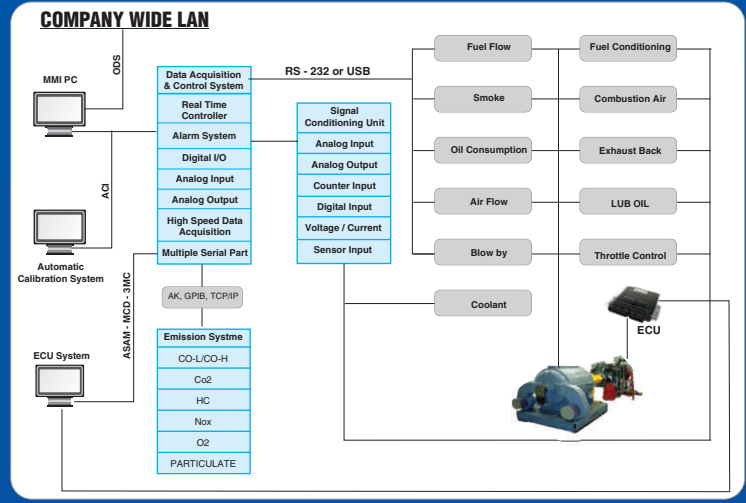 COMPANY WIDE LAN
ODS
MMI PC
ACI
Automatic
Calibration System
ASAM - MCD - 3MC
ECU System
Data Acquisition
& Control System
Real Time
Controller
Alarm System
Digital I/O
Analog Input
Analog Output
High Speed Data
Acquisition
Multiple Serial Part
AK, GPIB, TCP/IP
Emission Systme
CO-L/CO-H
Co2
HC
Nox
O2
PARTICULATE
RS - 232 or USB
Signal
Conditioning Unit
Analog Input
Analog Output
Counter Input
Digital Input
Voltage / Current
Sensor Input
Fuel Flow
Smoke
Oil Consumption
Air Flow
Blow by
Coolant
Fuel Conditioning
Combustion Air
Exhaust Back
LUB OIL
Throttle Control
ECU